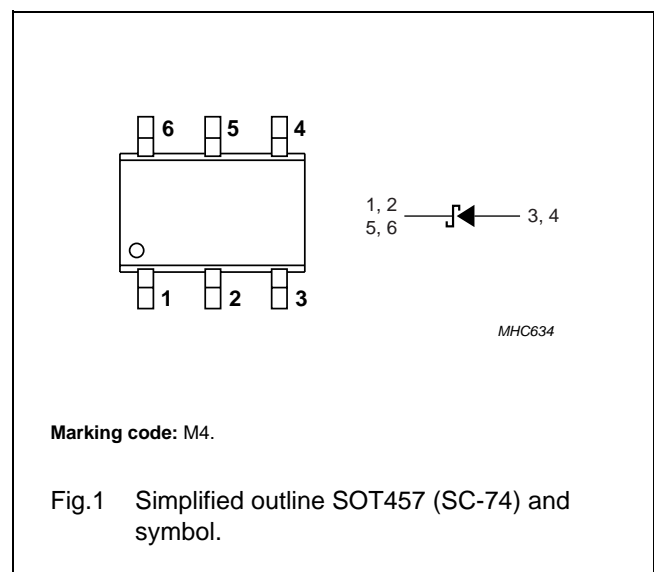 6 5 4
1, 2
5, 6
3, 4
1 2 3
MHC634
Marking code: M4.
Fig.1 Simplified outline SOT457 (SC-74) and
symbol.